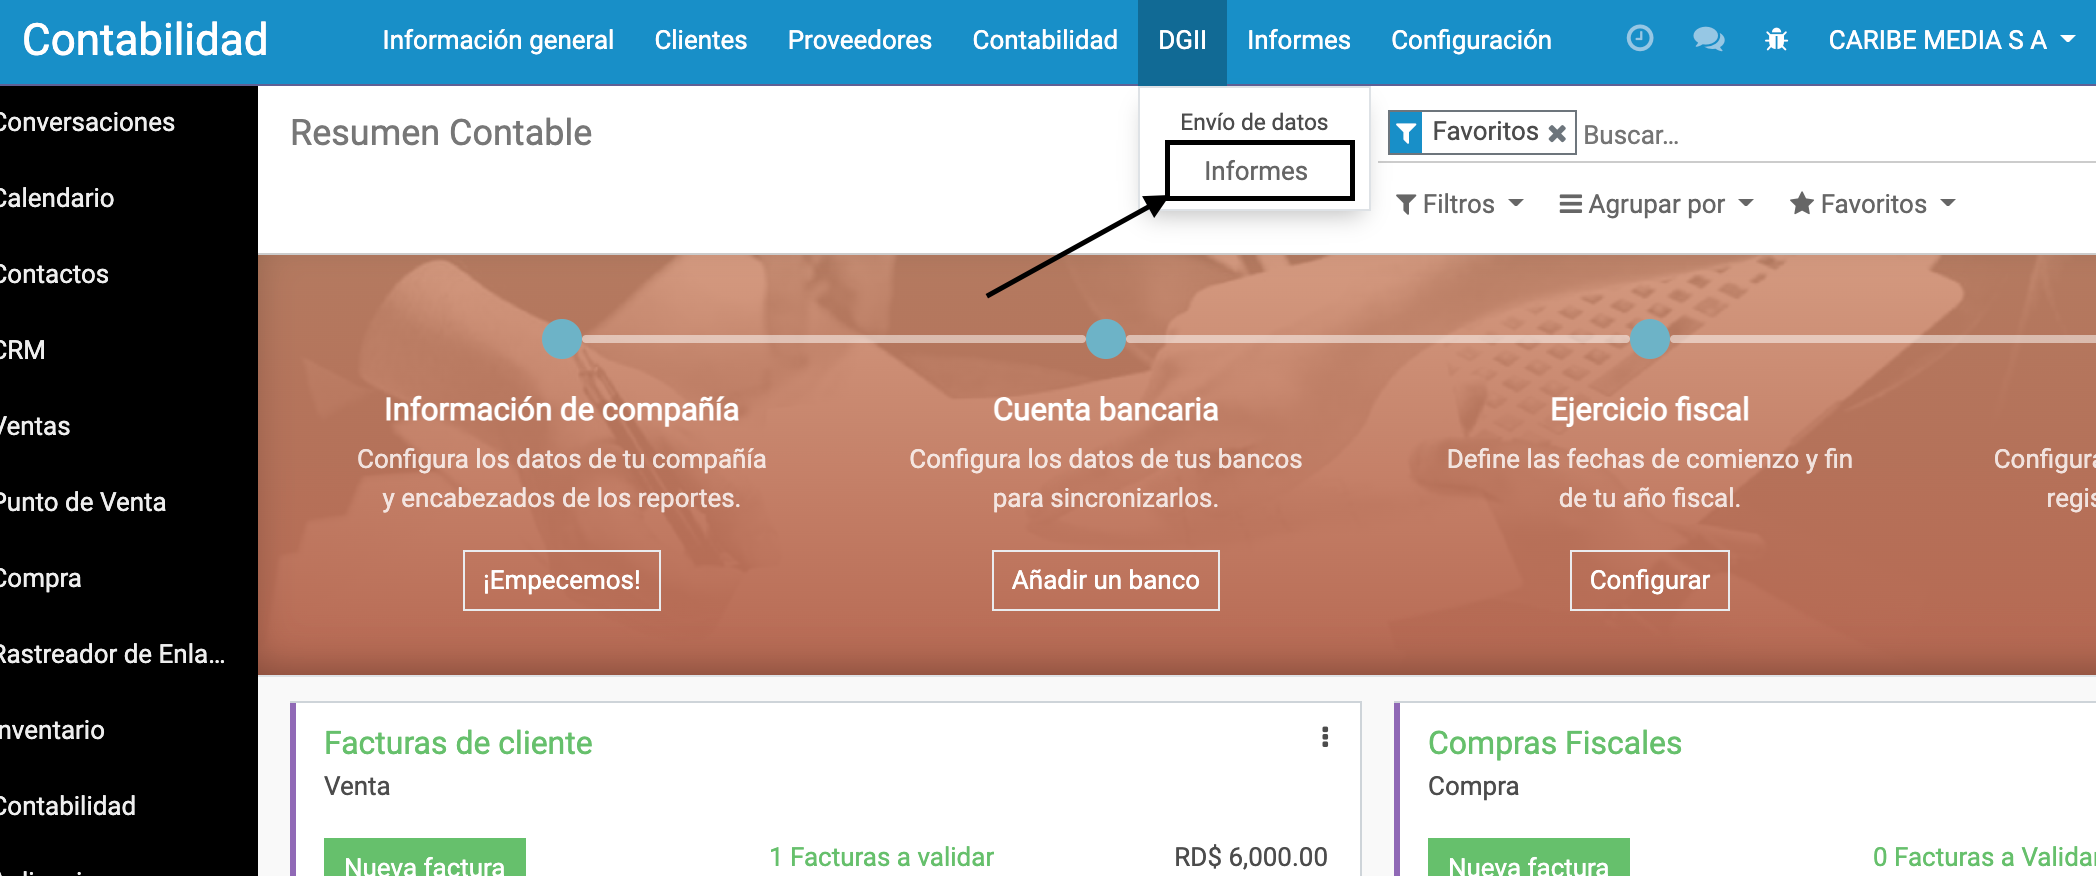 Contabilidad
Información general Clientes Proveedores Contabilidad DGII Informes Configuración CARIBE MEDIA S A
Conversaciones
Calendario
Contactos
CRM
Ventas
Punto de Venta
Compra
Rastreador de Enla...
Inventario
Contabilidad
Resumen Contable
Envío de datos
Informes
Favoritos Buscar...
Filtros Agrupar por Favoritos
Información de compañía
Configura los datos de tu compañía
y encabezados de los reportes.
¡Empecemos!
Cuenta bancaria
Configura los datos de tus bancos
para sincronizarlos.
Añadir un banco
Ejercicio fiscal
Define las fechas de comienzo y fin
de tu año fiscal.
Configurar
Configura
regis
Facturas de cliente
Venta
Nueva factura
1 Facturas a validar RD$ 6,000.00
Compras Fiscales
Compra
Nueva factura
0 Facturas a Validar